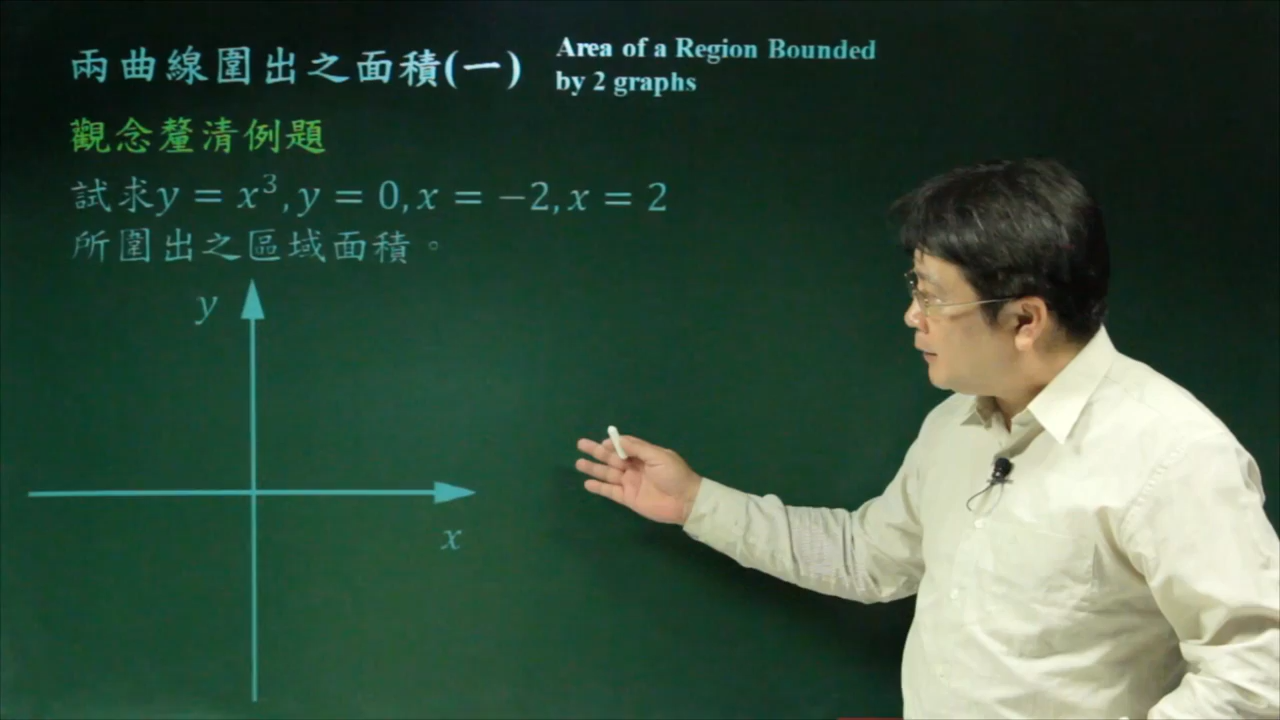 兩曲線圍出之面積(一)
Area of a Region Bounded
by 2 graphs
觀念釐清例題
試求y = x³, y = 0, x = −2, x = 2
所圍出之區域面積。
y
x